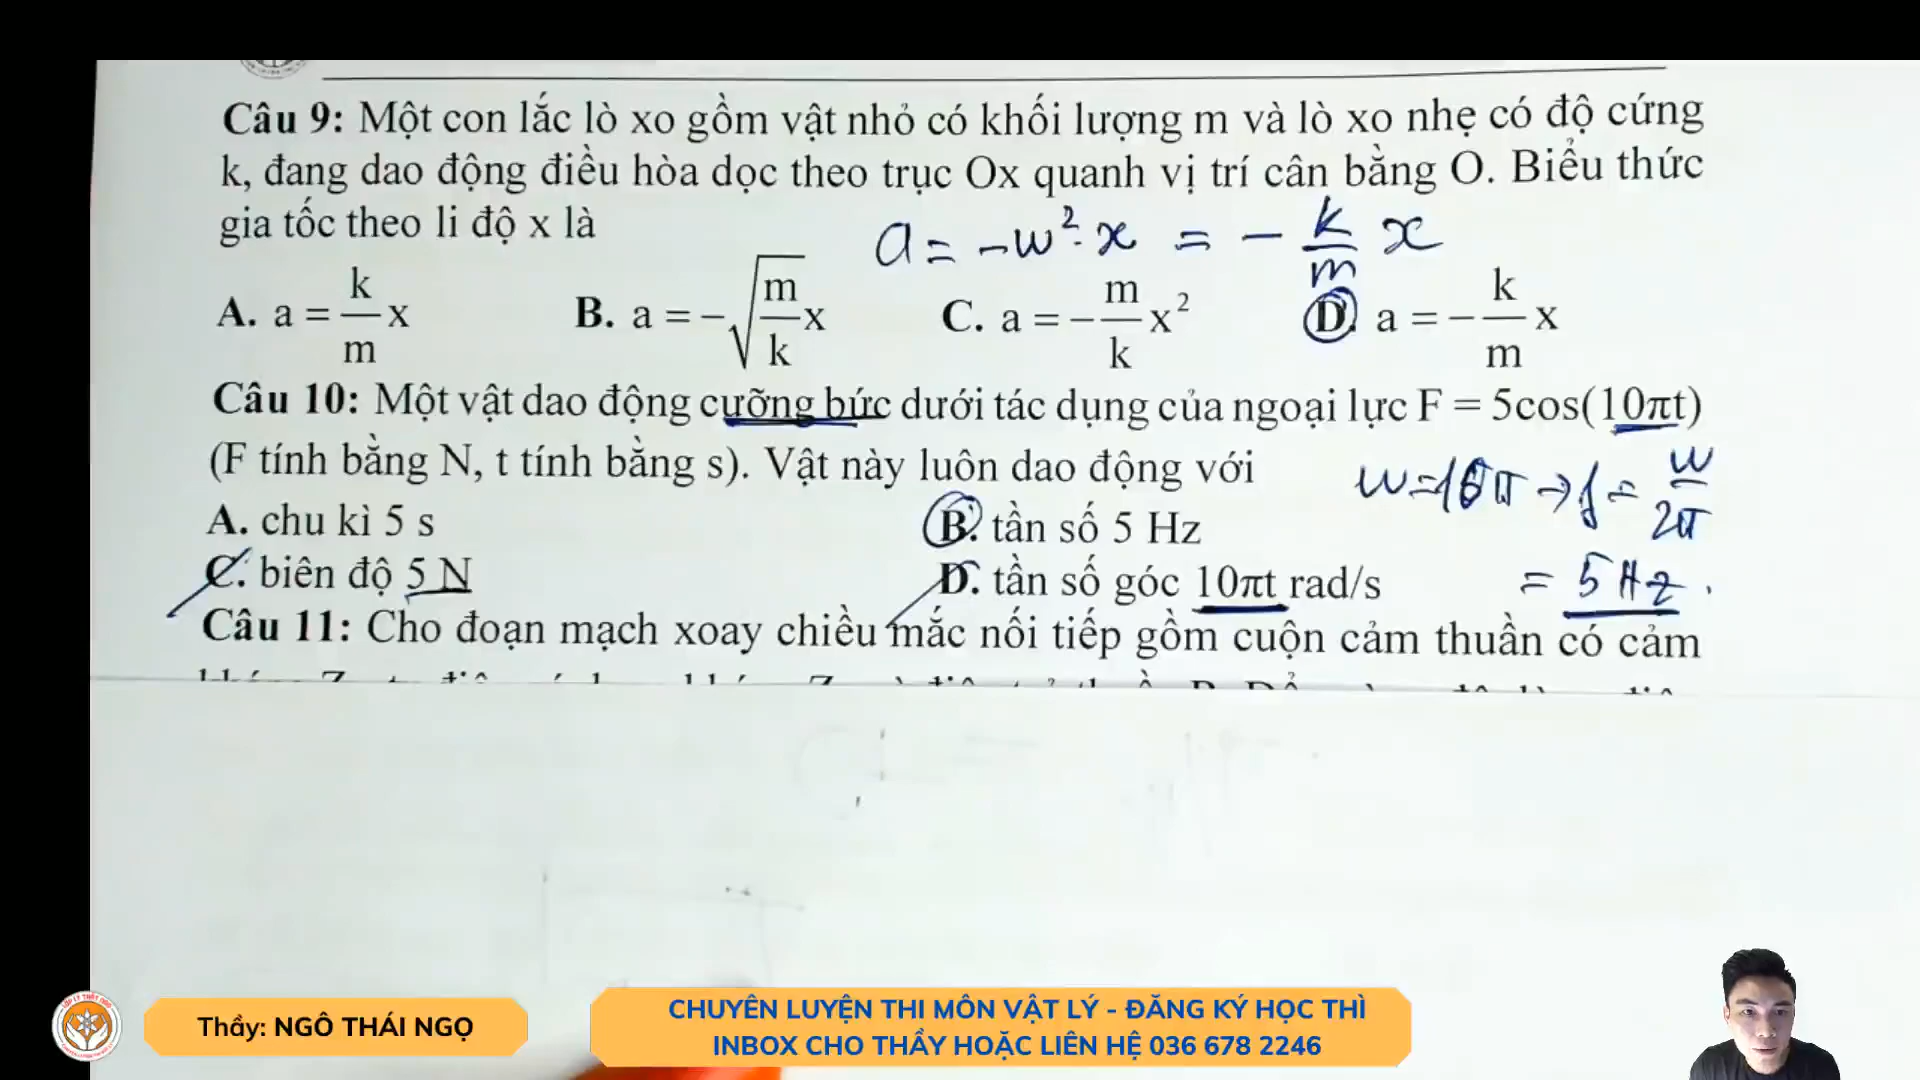 Câu 9: Một con lắc lò xo gồm vật nhỏ có khối lượng m và lò xo nhẹ có độ cứng
k, đang dao động điều hòa dọc theo trục Ox quanh vị trí cân bằng O. Biểu thức
gia tốc theo li độ x là
a = -w². x = - k/m x
A. a = k/m x B. a = -√(m/k) x C. a = - m/k x² D. a = - k/m x
Câu 10: Một vật dao động cưỡng bức dưới tác dụng của ngoại lực F = 5cos(10πt)
(F tính bằng N, t tính bằng s). Vật này luôn dao động với
w=10π → f = w/2π
A. chu kì 5 s B. tần số 5 Hz
C. biên độ 5 N D. tần số góc 10πt rad/s
= 5 Hz.
Câu 11: Cho đoạn mạch xoay chiều mắc nối tiếp gồm cuộn cảm thuần có cảm
Thầy: NGÔ THÁI NGỌ
CHUYÊN LUYỆN THI MÔN VẬT LÝ - ĐĂNG KÝ HỌC THÌ
INBOX CHO THẦY HOẶC LIÊN HỆ 036 678 2246